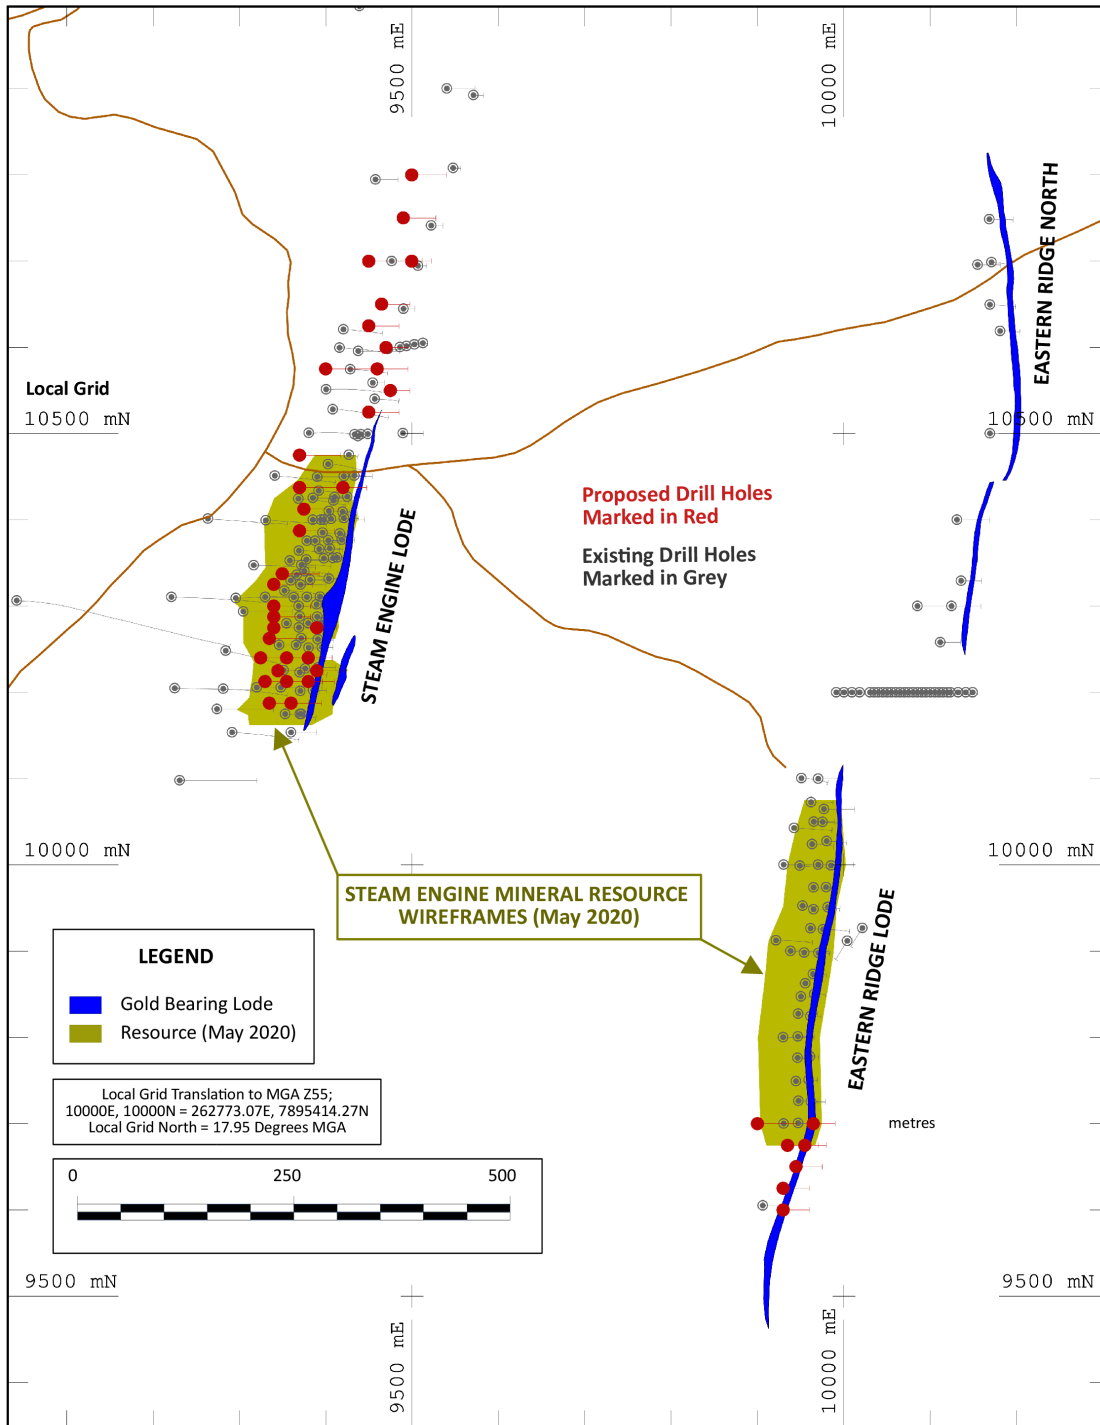 9500 mE
10000 mE
EASTERN RIDGE NORTH
Local Grid
10500 mN
10500 mN
Proposed Drill Holes
Marked in Red
Existing Drill Holes
Marked in Grey
STEAM ENGINE LODE
10000 mN
10000 mN
STEAM ENGINE MINERAL RESOURCE
WIREFRAMES (May 2020)
EASTERN RIDGE LODE
LEGEND
Gold Bearing Lode
Resource (May 2020)
Local Grid Translation to MGA Z55;
10000E, 10000N = 262773.07E, 7895414.27N
Local Grid North = 17.95 Degrees MGA
metres
0 250 500
9500 mN
9500 mN
9500 mE
10000 mE